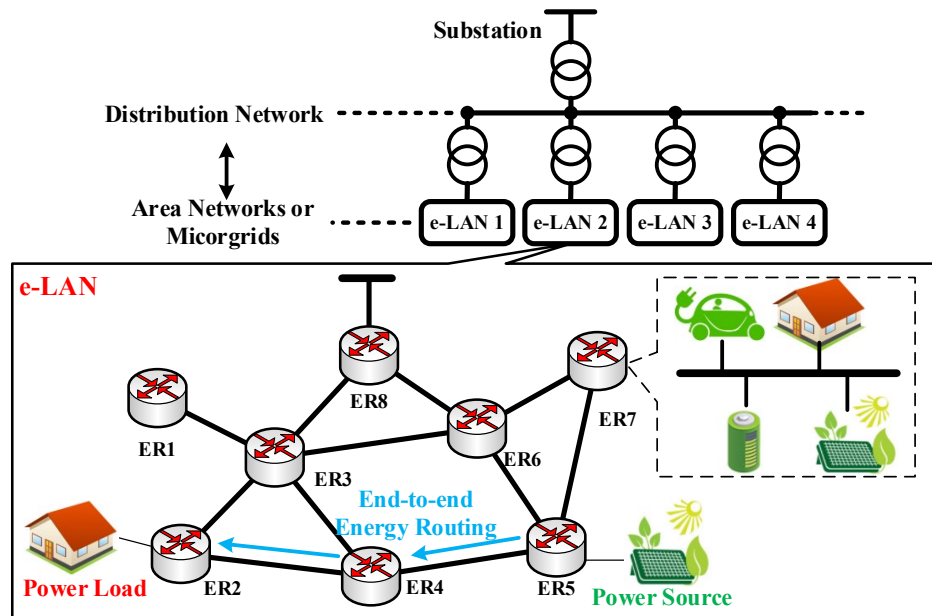 Substation
Distribution Network
Area Networks or
Micorgrids
e-LAN 1
e-LAN 2
e-LAN 3
e-LAN 4
e-LAN
ER8
ER7
ER1
ER6
ER3
End-to-end
Energy Routing
ER2
ER4
ER5
Power Load
Power Source